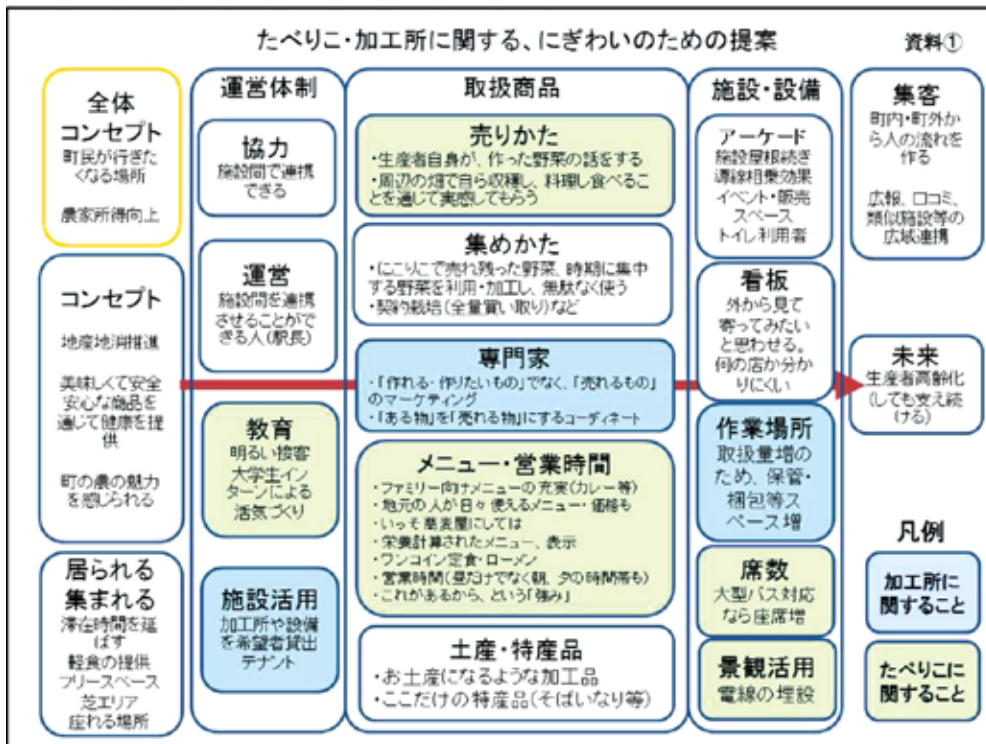 たべりこ・加工所に関する、にぎわいのための提案
資料①
全体
コンセプト
町民が行きた
くなる場所
農家所得向上
コンセプト
地産地消推進
美味しくて安全
安心な商品を
通じて健康を提
供
町の農の魅力
を感じられる
居られる
集まれる
滞在時間を延
ばす
軽食の提供
フリースペース
芝エリア
座れる場所
運営体制
協力
施設間で連携
できる
運営
施設間を連携
させることがで
きる人(駅長)
教育
明るい接客
大学生イン
ターンによる
活気づくり
施設活用
加工所や設備
を希望者貸出
テナント
取扱商品
売りかた
・生産者自身が、作った野菜の話をする
・周辺の畑で自ら収穫し、料理し食べるこ
とを通じて実感してもらう
集めかた
・にこりこで売れ残った野菜、時期に集中
する野菜を利用・加工し、無駄なく使う
・契約栽培(全量買い取り)など
専門家
・「作れる・作りたいもの」でなく、「売れるもの」
のマーケティング
・「ある物」を「売れる物」にするコーディネート
メニュー・営業時間
・ファミリー向けメニューの充実(カレー等)
・地元の人が日々使えるメニュー・価格も
・いっそ蕎麦屋にしては
・栄養計算されたメニュー、表示
・ワンコイン定食・ローメン
・営業時間(昼だけでなく朝、夕の時間帯も)
・これがあるから、という「強み」
土産・特産品
・お土産になるような加工品
・ここだけの特産品(そばいなり等)
施設・設備
アーケード
施設屋根続き
導線相乗効果
イベント・販売
スペース
トイレ利用者
看板
外から見て
寄ってみたい
と思わせる。
何の店か分か
りにくい
作業場所
取扱量増の
ため、保管・
梱包等ス
ペース増
席数
大型バス対応
なら座席増
景観活用
電線の埋設
集客
町内・町外か
ら人の流れを
作る
広報、口コミ、
類似施設等の
広域連携
未来
生産者高齢化
(しても支え続
ける)
凡例
加工所に
関すること
たべりこに
関すること